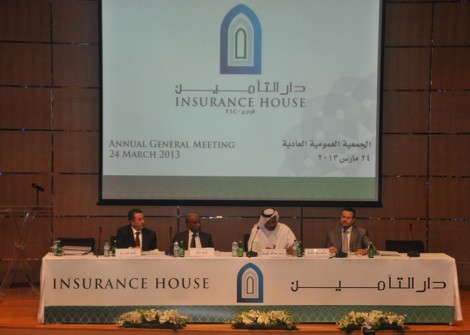 دار التأمين
INSURANCE HOUSE
P.S.C - ش.م.ع
ANNUAL GENERAL MEETING
24 MARCH 2013
الجمعية العمومية العادية
٢٤ مارس ٢٠١٣
INSURANCE HOUSE
دار التأمين